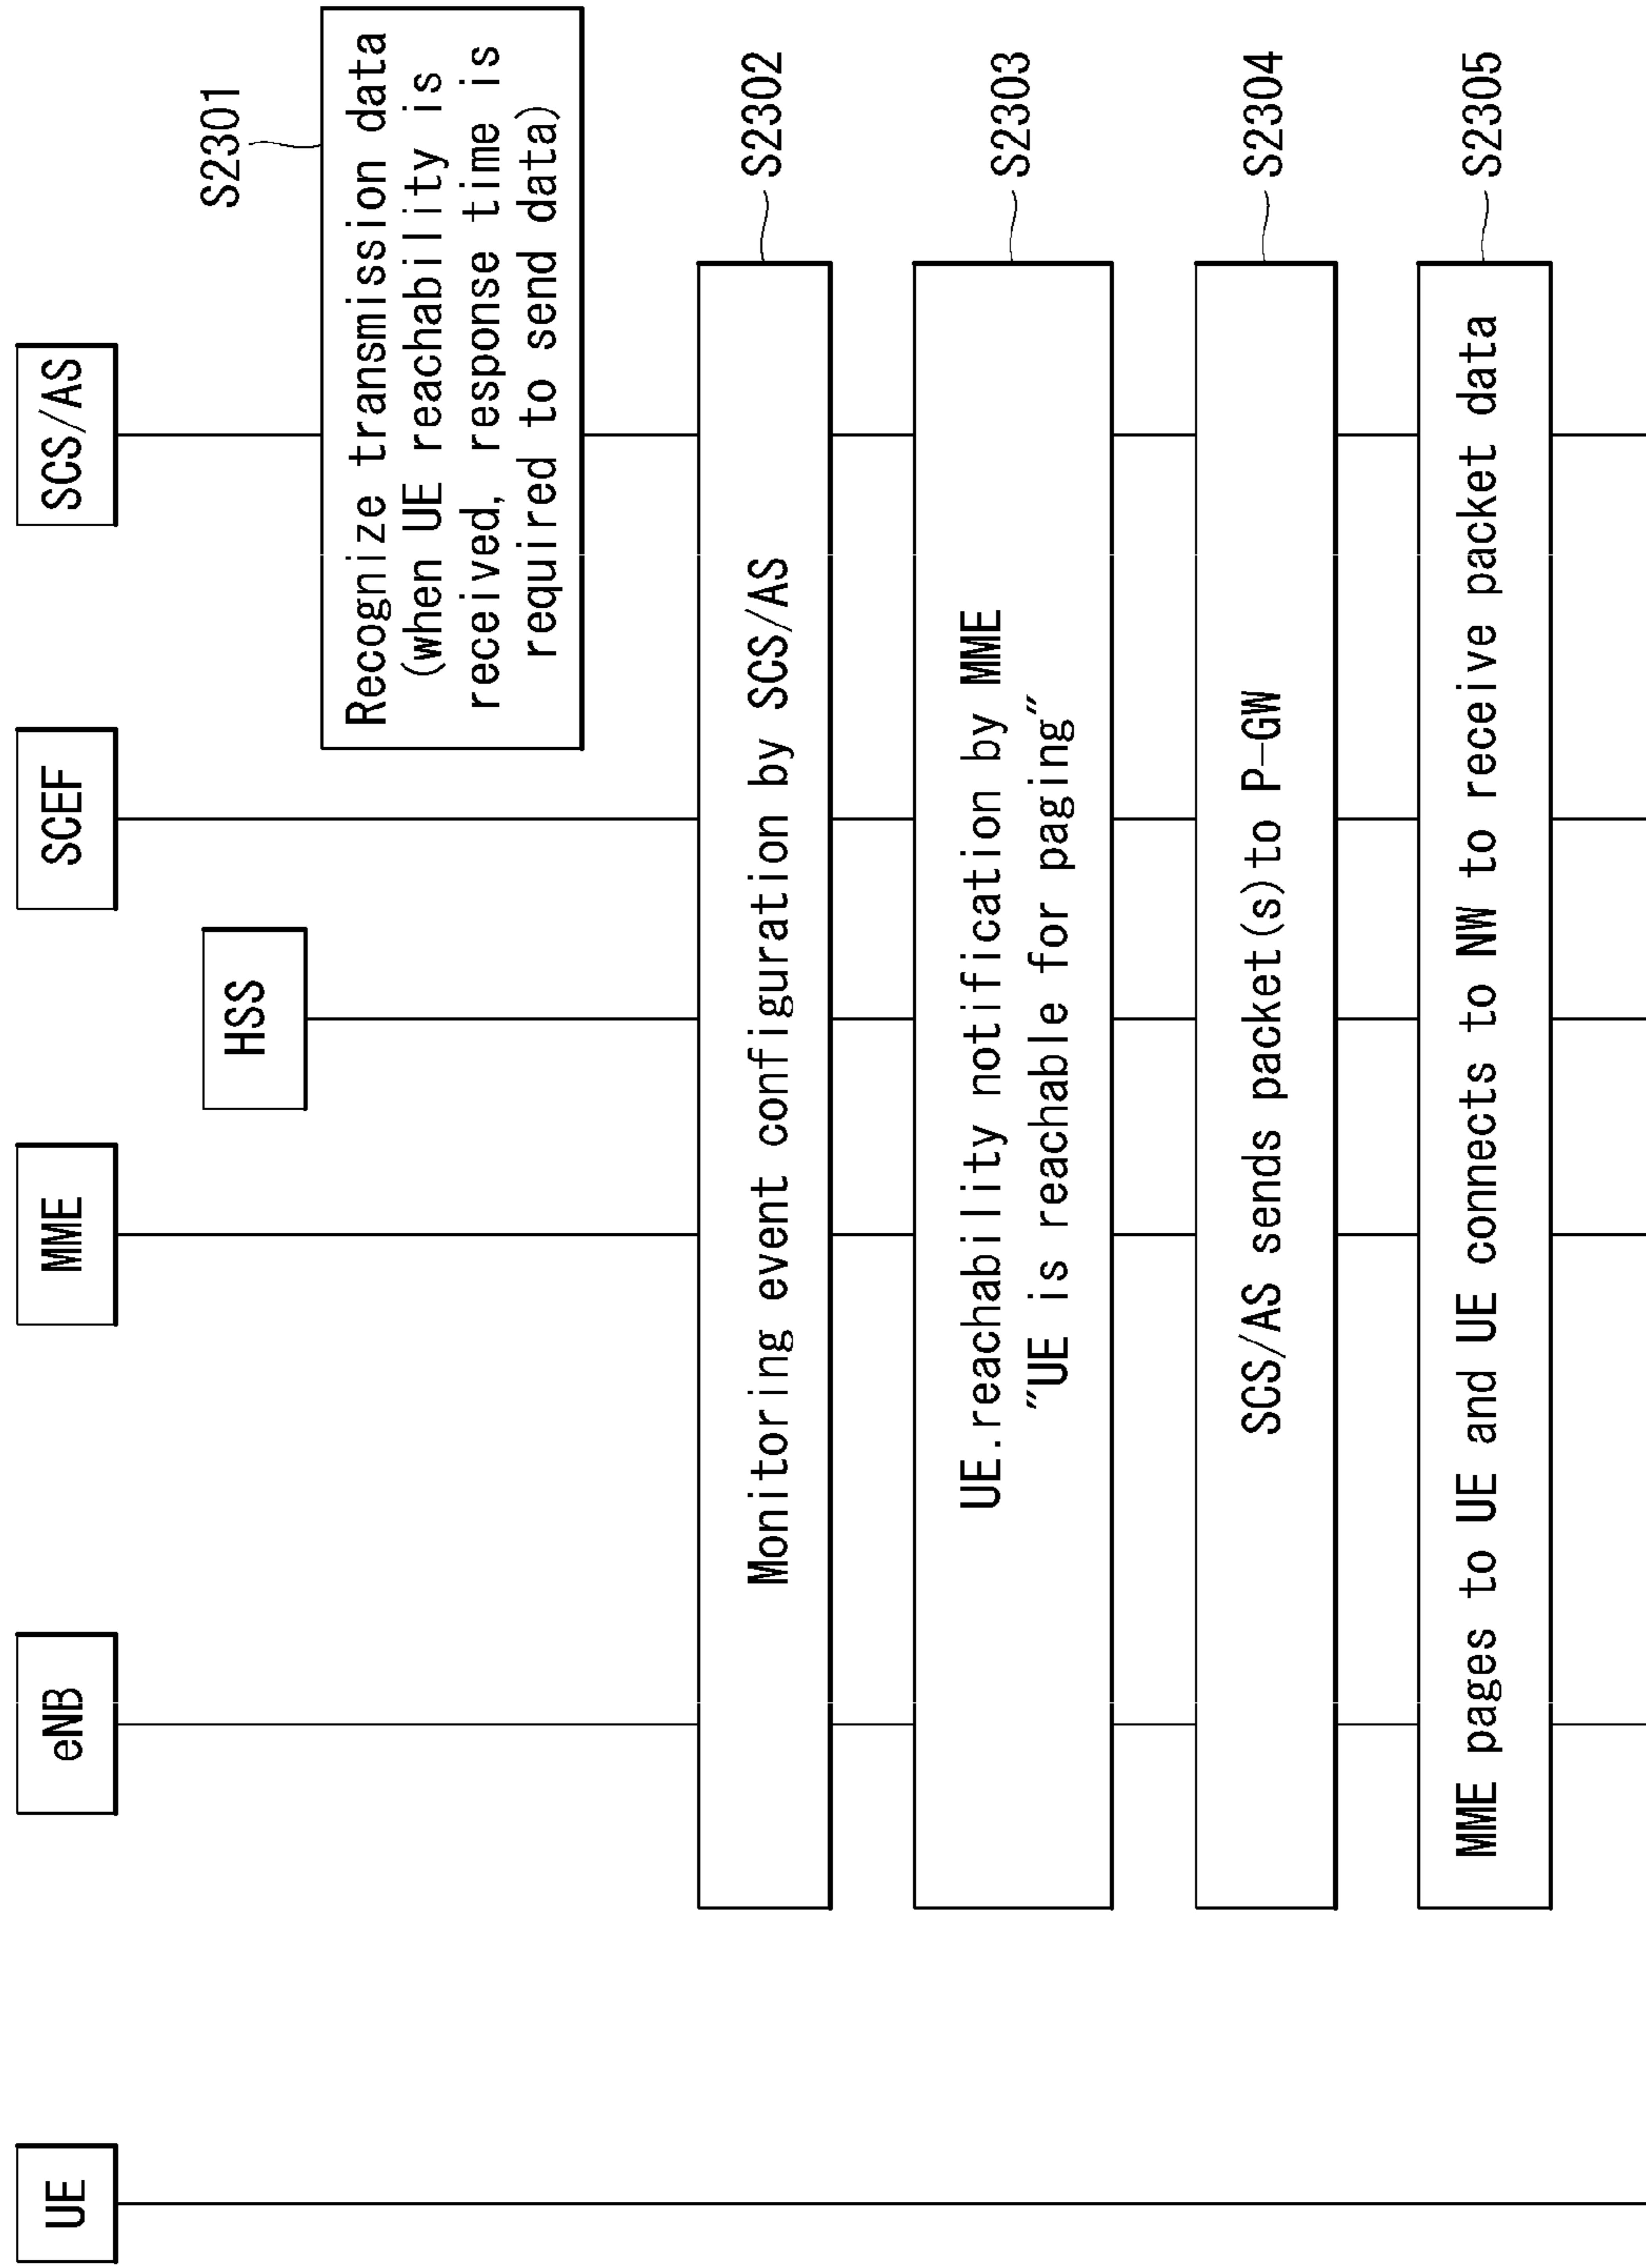 UE
eNB
MME
HSS
SCEF
SCS/AS
S2301
Recognize transmission data
(when UE reachability is
received, response time is
required to send data)
Monitoring event configuration by SCS/AS
S2302
UE.reachability notification by MME
"UE is reachable for paging"
S2303
SCS/AS sends packet(s)to P-GW
S2304
MME pages to UE and UE connects to NW to receive packet data
S2305